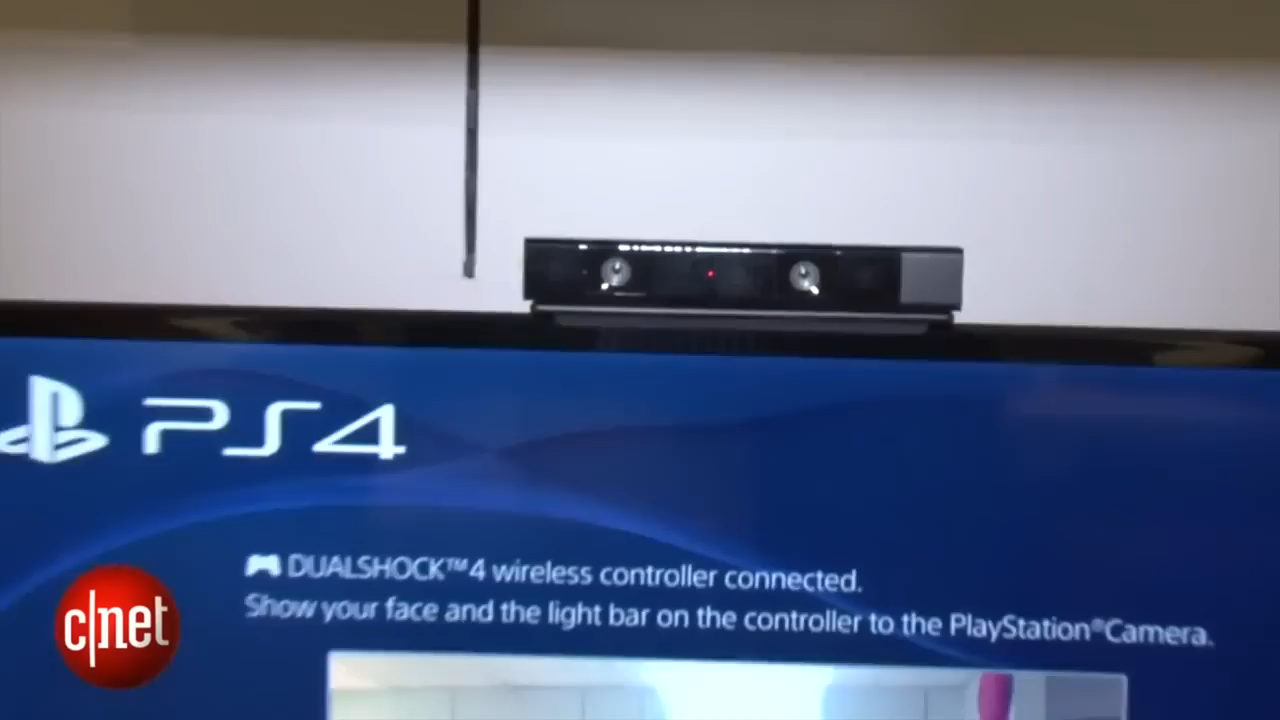 PS4
DUALSHOCK™4 wireless controller connected.
Show your face and the light bar on the controller to the PlayStation®Camera.
c|net